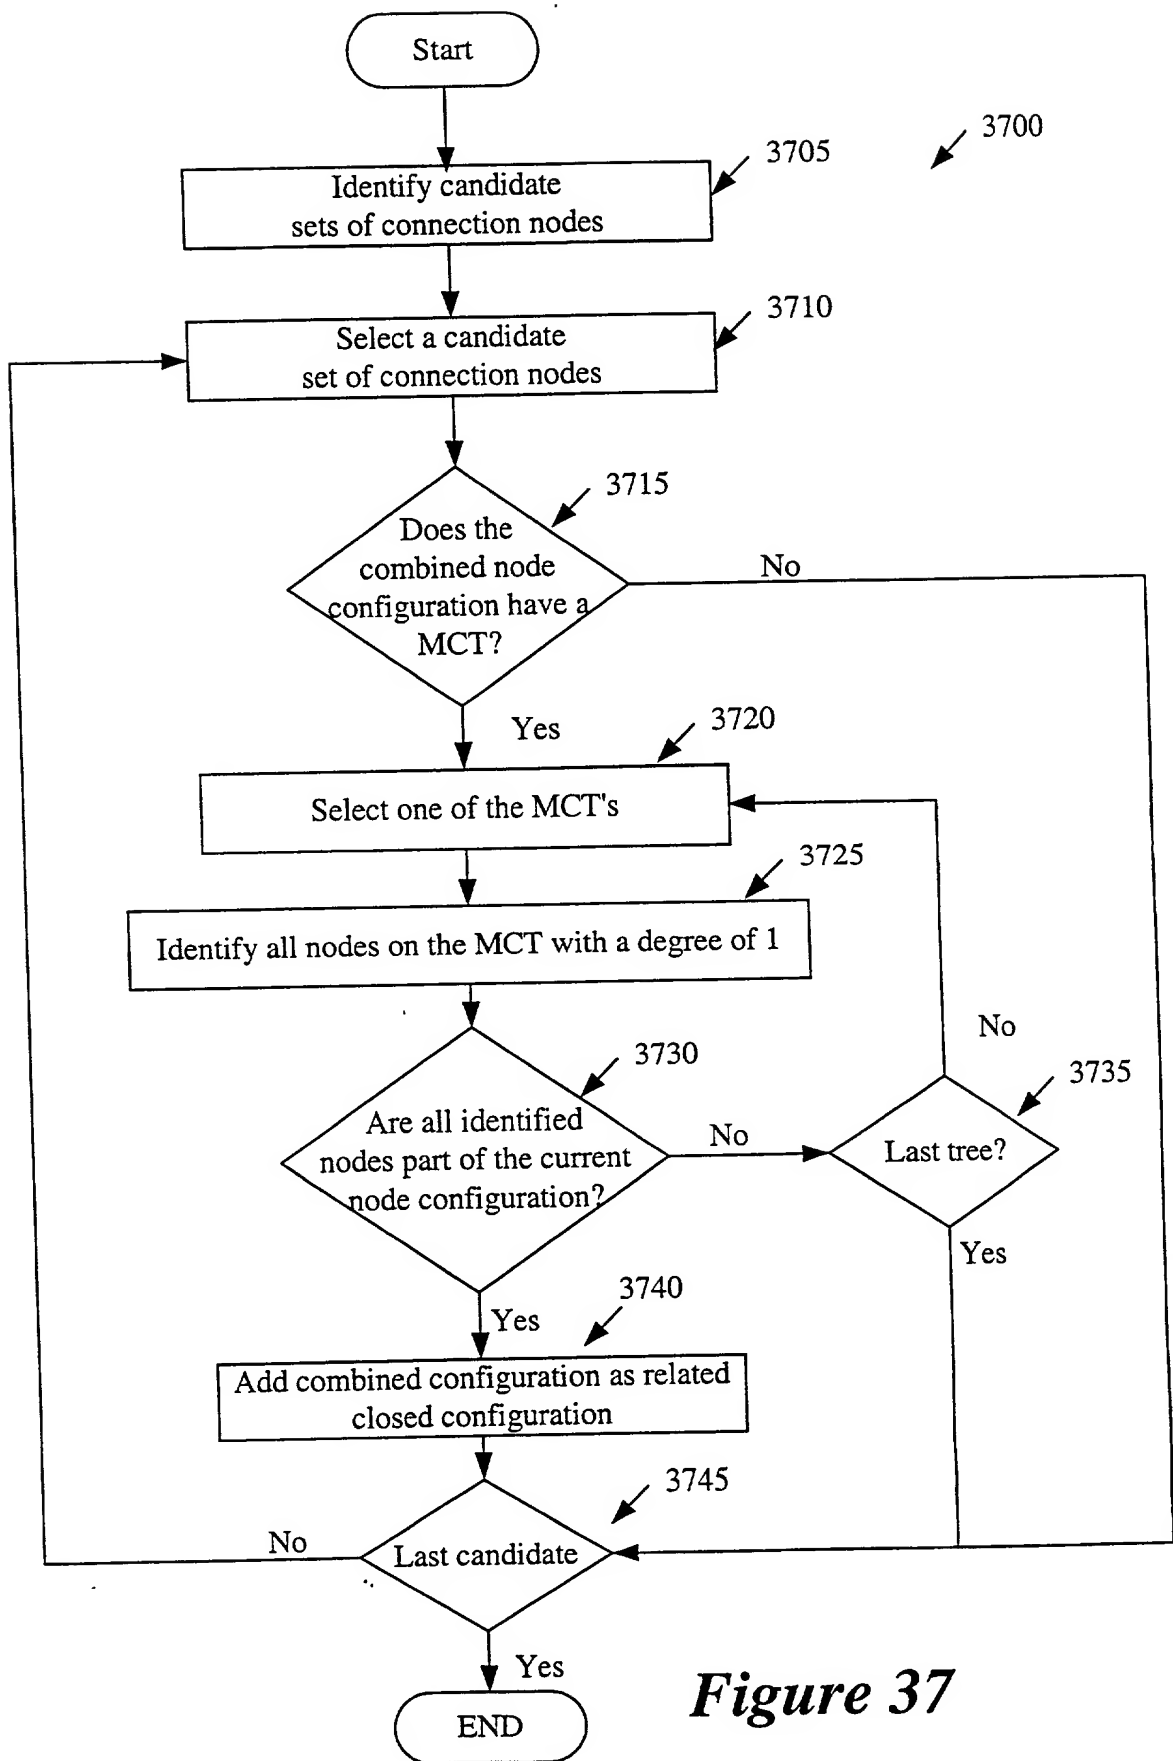 Start
3700
3705
Identify candidate
sets of connection nodes
3710
Select a candidate
set of connection nodes
3715
Does the
combined node
configuration have a
MCT?
No
Yes
3720
Select one of the MCT's
3725
Identify all nodes on the MCT with a degree of 1
No
3730
3735
Are all identified
nodes part of the current
node configuration?
No
Last tree?
Yes
3740
Yes
Add combined configuration as related
closed configuration
3745
No
Last candidate
Yes
END
Figure 37